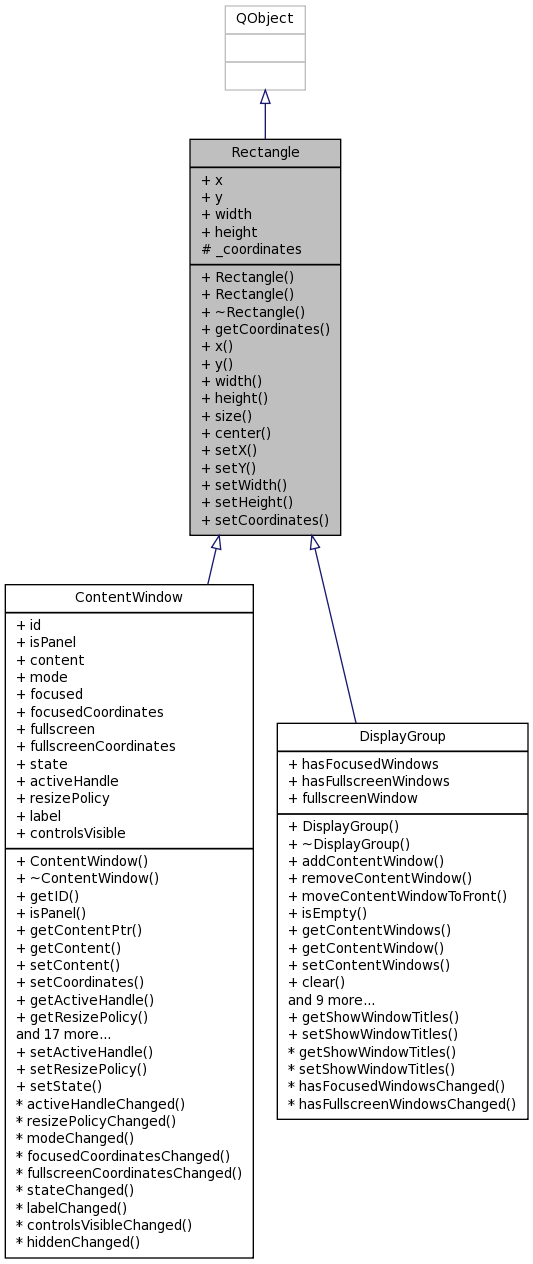 QObject
Rectangle
+ x
+ y
+ width
+ height
# _coordinates
+ Rectangle()
+ Rectangle()
+ ~Rectangle()
+ getCoordinates()
+ x()
+ y()
+ width()
+ height()
+ size()
+ center()
+ setX()
+ setY()
+ setWidth()
+ setHeight()
+ setCoordinates()
ContentWindow
+ id
+ isPanel
+ content
+ mode
+ focused
+ focusedCoordinates
+ fullscreen
+ fullscreenCoordinates
+ state
+ activeHandle
+ resizePolicy
+ label
+ controlsVisible
+ ContentWindow()
+ ~ContentWindow()
+ getID()
+ isPanel()
+ getContentPtr()
+ getContent()
+ setContent()
+ setCoordinates()
+ getActiveHandle()
+ getResizePolicy()
and 17 more...
+ setActiveHandle()
+ setResizePolicy()
+ setState()
* activeHandleChanged()
* resizePolicyChanged()
* modeChanged()
* focusedCoordinatesChanged()
* fullscreenCoordinatesChanged()
* stateChanged()
* labelChanged()
* controlsVisibleChanged()
* hiddenChanged()
DisplayGroup
+ hasFocusedWindows
+ hasFullscreenWindows
+ fullscreenWindow
+ DisplayGroup()
+ ~DisplayGroup()
+ addContentWindow()
+ removeContentWindow()
+ moveContentWindowToFront()
+ isEmpty()
+ getContentWindows()
+ getContentWindow()
+ setContentWindows()
+ clear()
and 9 more...
+ getShowWindowTitles()
+ setShowWindowTitles()
* getShowWindowTitles()
* setShowWindowTitles()
* hasFocusedWindowsChanged()
* hasFullscreenWindowsChanged()